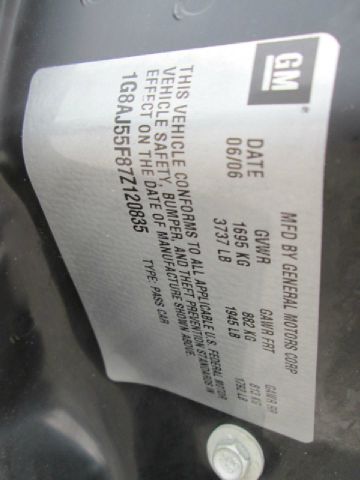 GM
MFD BY GENERAL MOTORS CORP
DATE GVWR GAWR FRT GAWR RR
06/06 1695 KG 882 KG 813 KG
3737 LB 1945 LB
THIS VEHICLE CONFORMS TO ALL APPLICABLE U.S. FEDERAL MOTOR
VEHICLE SAFETY, BUMPER, AND THEFT PREVENTION STANDARDS IN
EFFECT ON THE DATE OF MANUFACTURE SHOWN ABOVE.
1G8AJ55F87Z120835 TYPE: PASS CAR